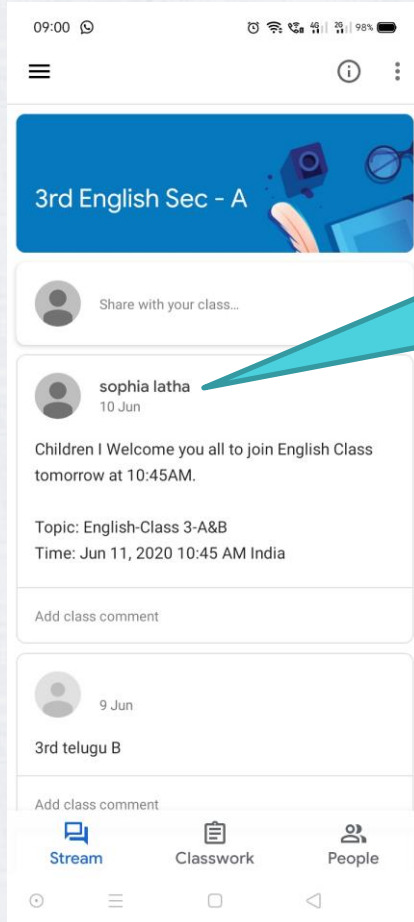 09:00
4G 2G 98%
3rd English Sec - A
Share with your class...
sophia latha
10 Jun
Children I Welcome you all to join English Class
tomorrow at 10:45AM.
Topic: English-Class 3-A&B
Time: Jun 11, 2020 10:45 AM India
Add class comment
9 Jun
3rd telugu B
Add class comment
Stream Classwork People